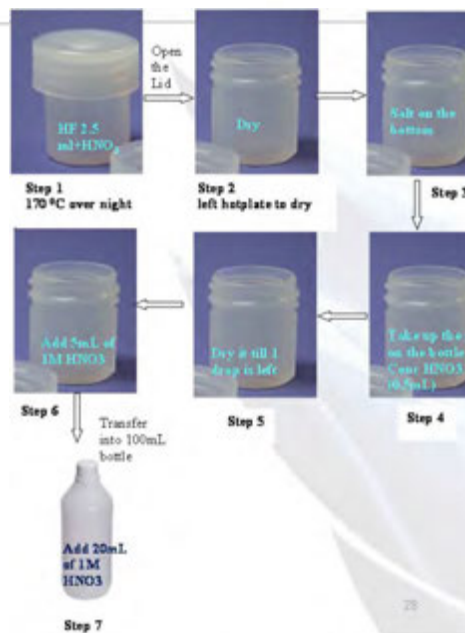 Open
the
Lid
HF 2.5
ml+HNO3
Dry
Salt on the
bottom
Step 1
170 °C over night
Step 2
left hotplate to dry
Step 3
Add 5mL of
1M HNO3
Dry it till 1
drop is left
Take up the
on the bottle
Conc HNO3
(0.5mL)
Step 6
Step 5
Step 4
Transfer
into 100mL
bottle
Add 20mL
of 1M
HNO3
Step 7
28